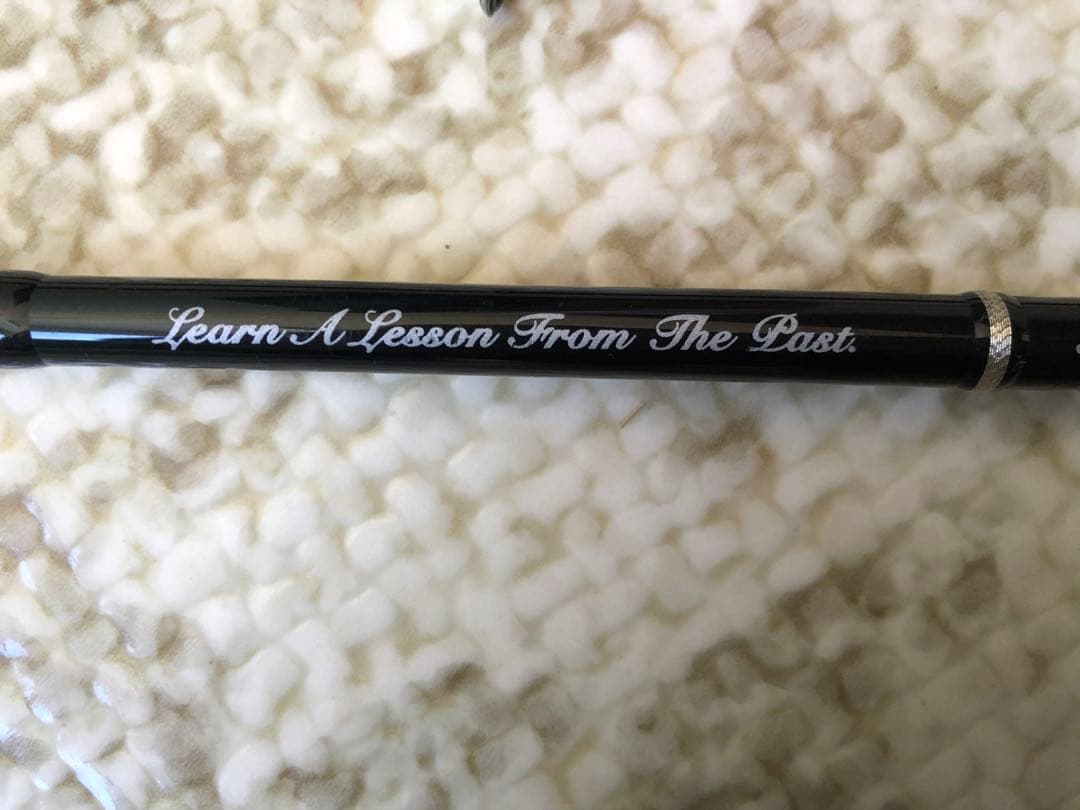 Learn A Lesson From The Past.